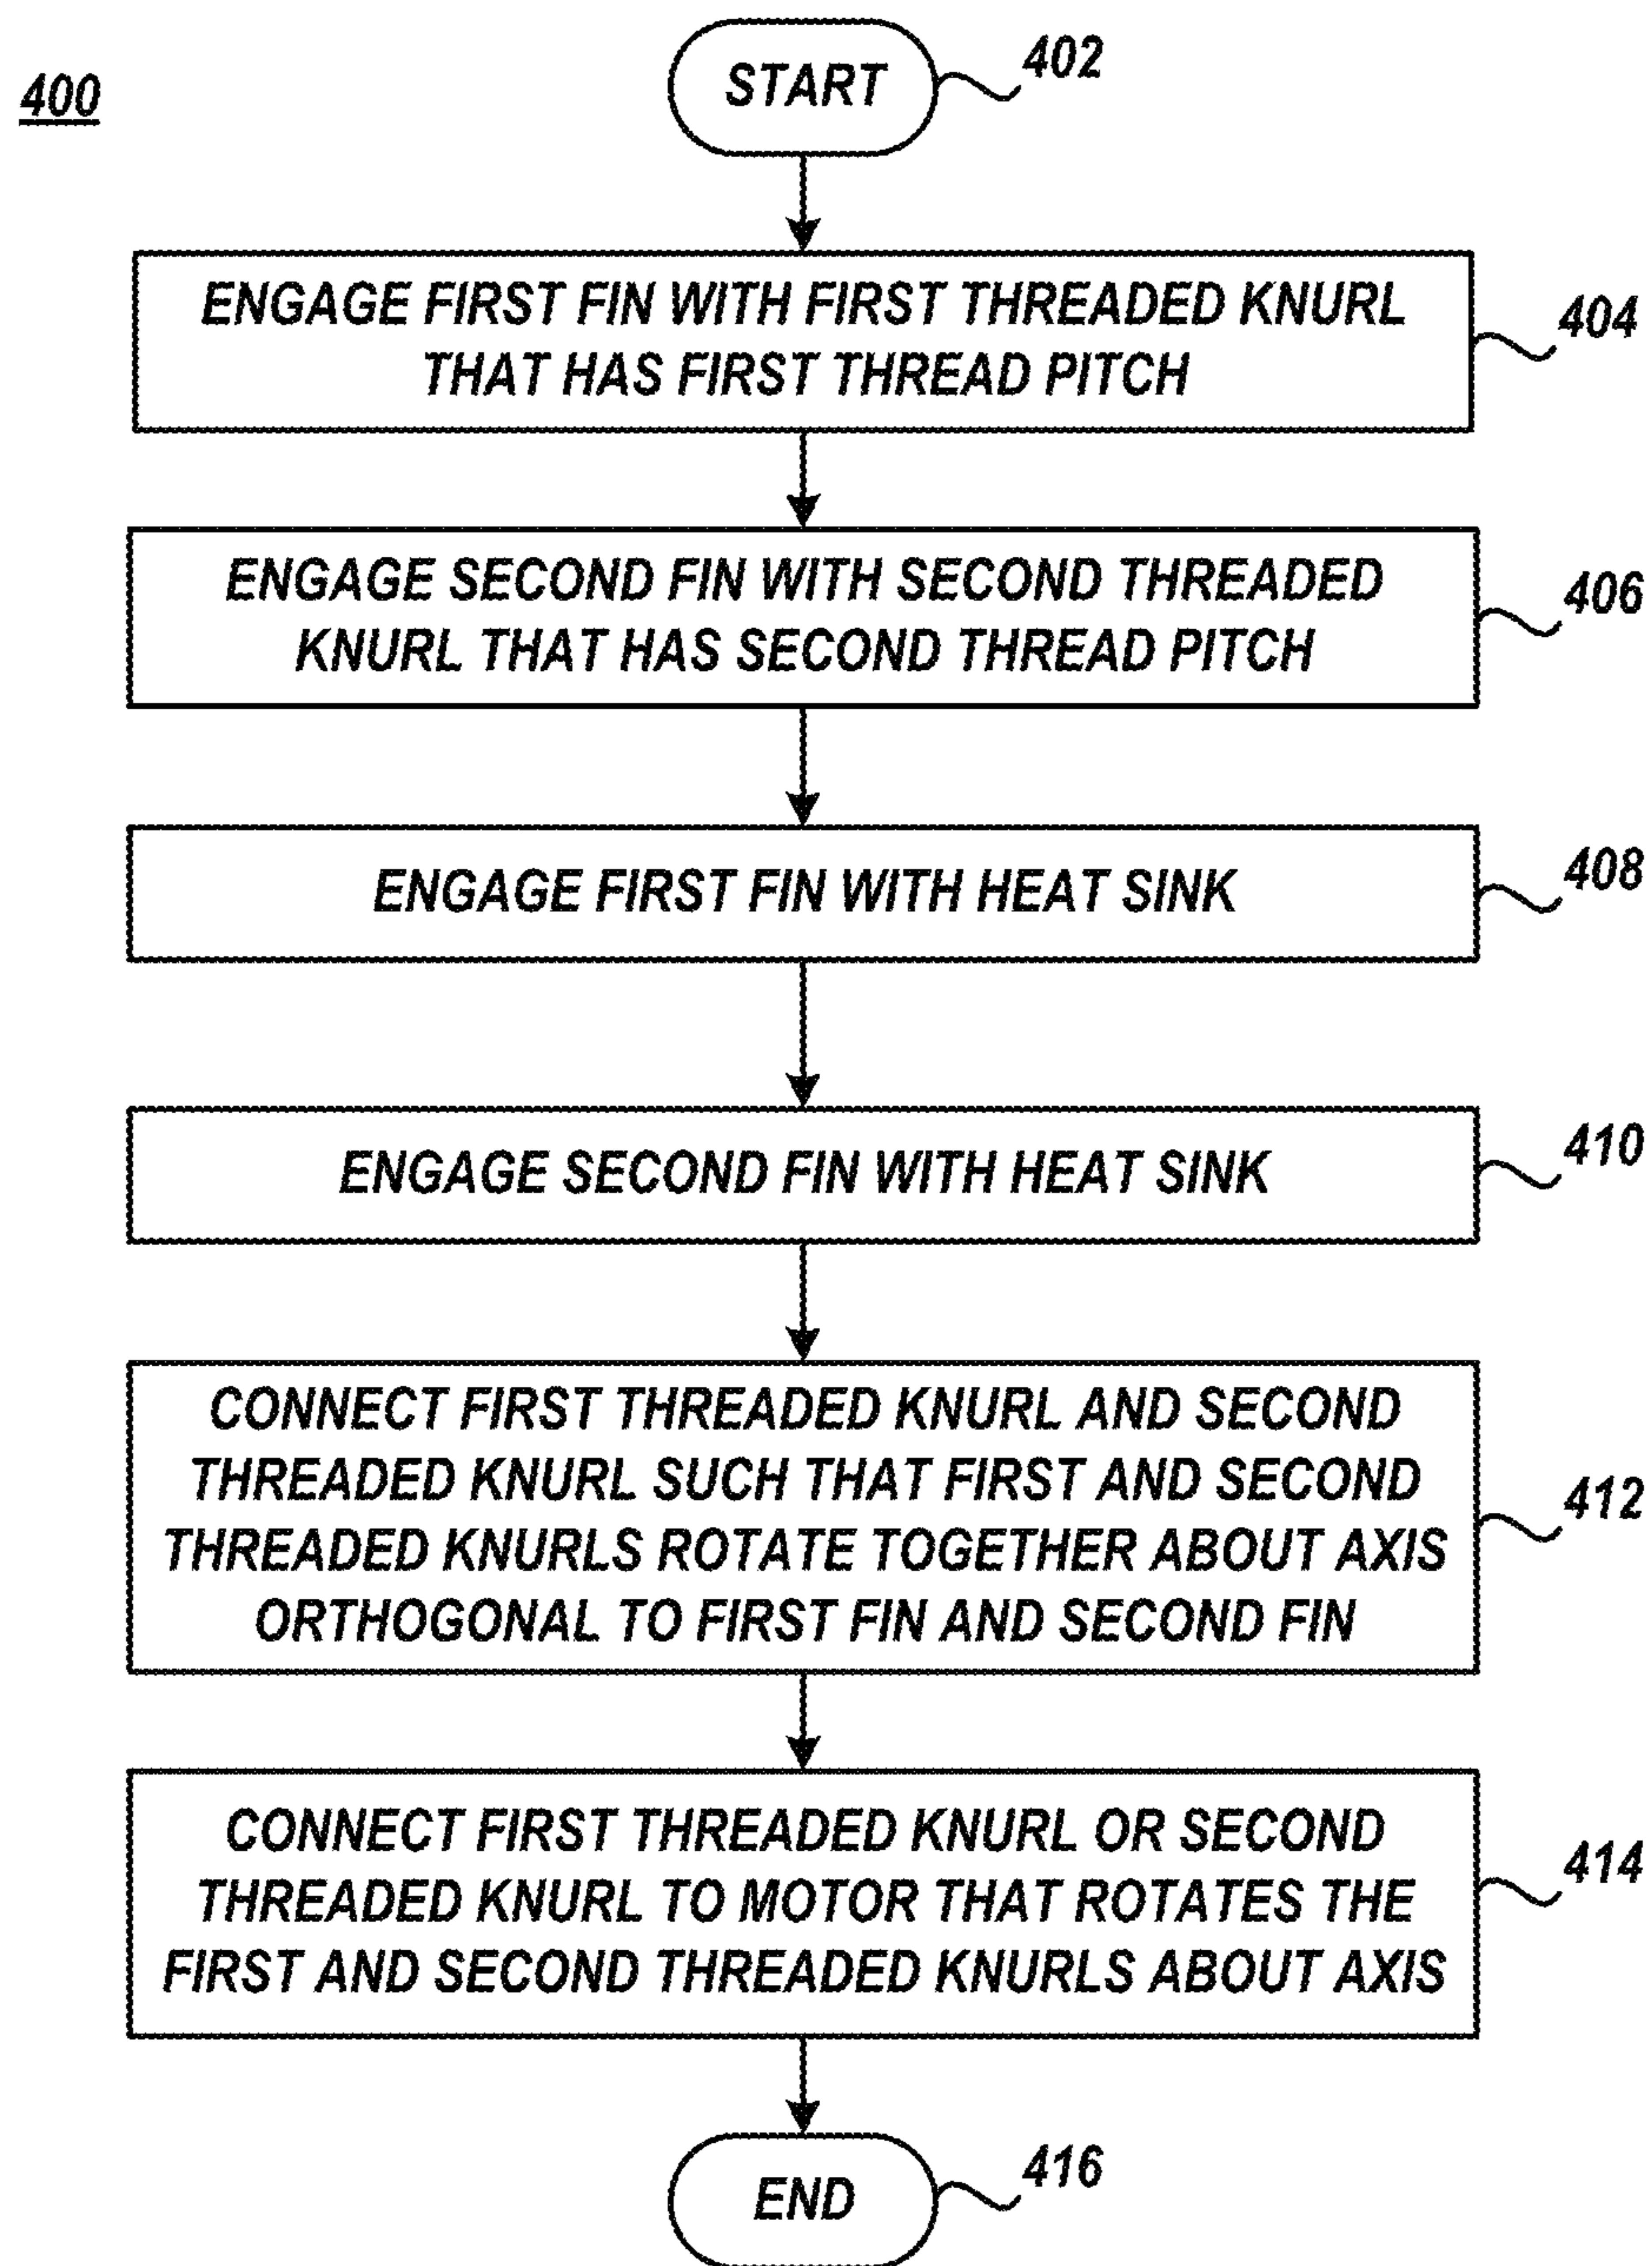 400
START
402
ENGAGE FIRST FIN WITH FIRST THREADED KNURL
THAT HAS FIRST THREAD PITCH
404
ENGAGE SECOND FIN WITH SECOND THREADED
KNURL THAT HAS SECOND THREAD PITCH
406
ENGAGE FIRST FIN WITH HEAT SINK
408
ENGAGE SECOND FIN WITH HEAT SINK
410
CONNECT FIRST THREADED KNURL AND SECOND
THREADED KNURL SUCH THAT FIRST AND SECOND
THREADED KNURLS ROTATE TOGETHER ABOUT AXIS
ORTHOGONAL TO FIRST FIN AND SECOND FIN
412
CONNECT FIRST THREADED KNURL OR SECOND
THREADED KNURL TO MOTOR THAT ROTATES THE
FIRST AND SECOND THREADED KNURLS ABOUT AXIS
414
END
416